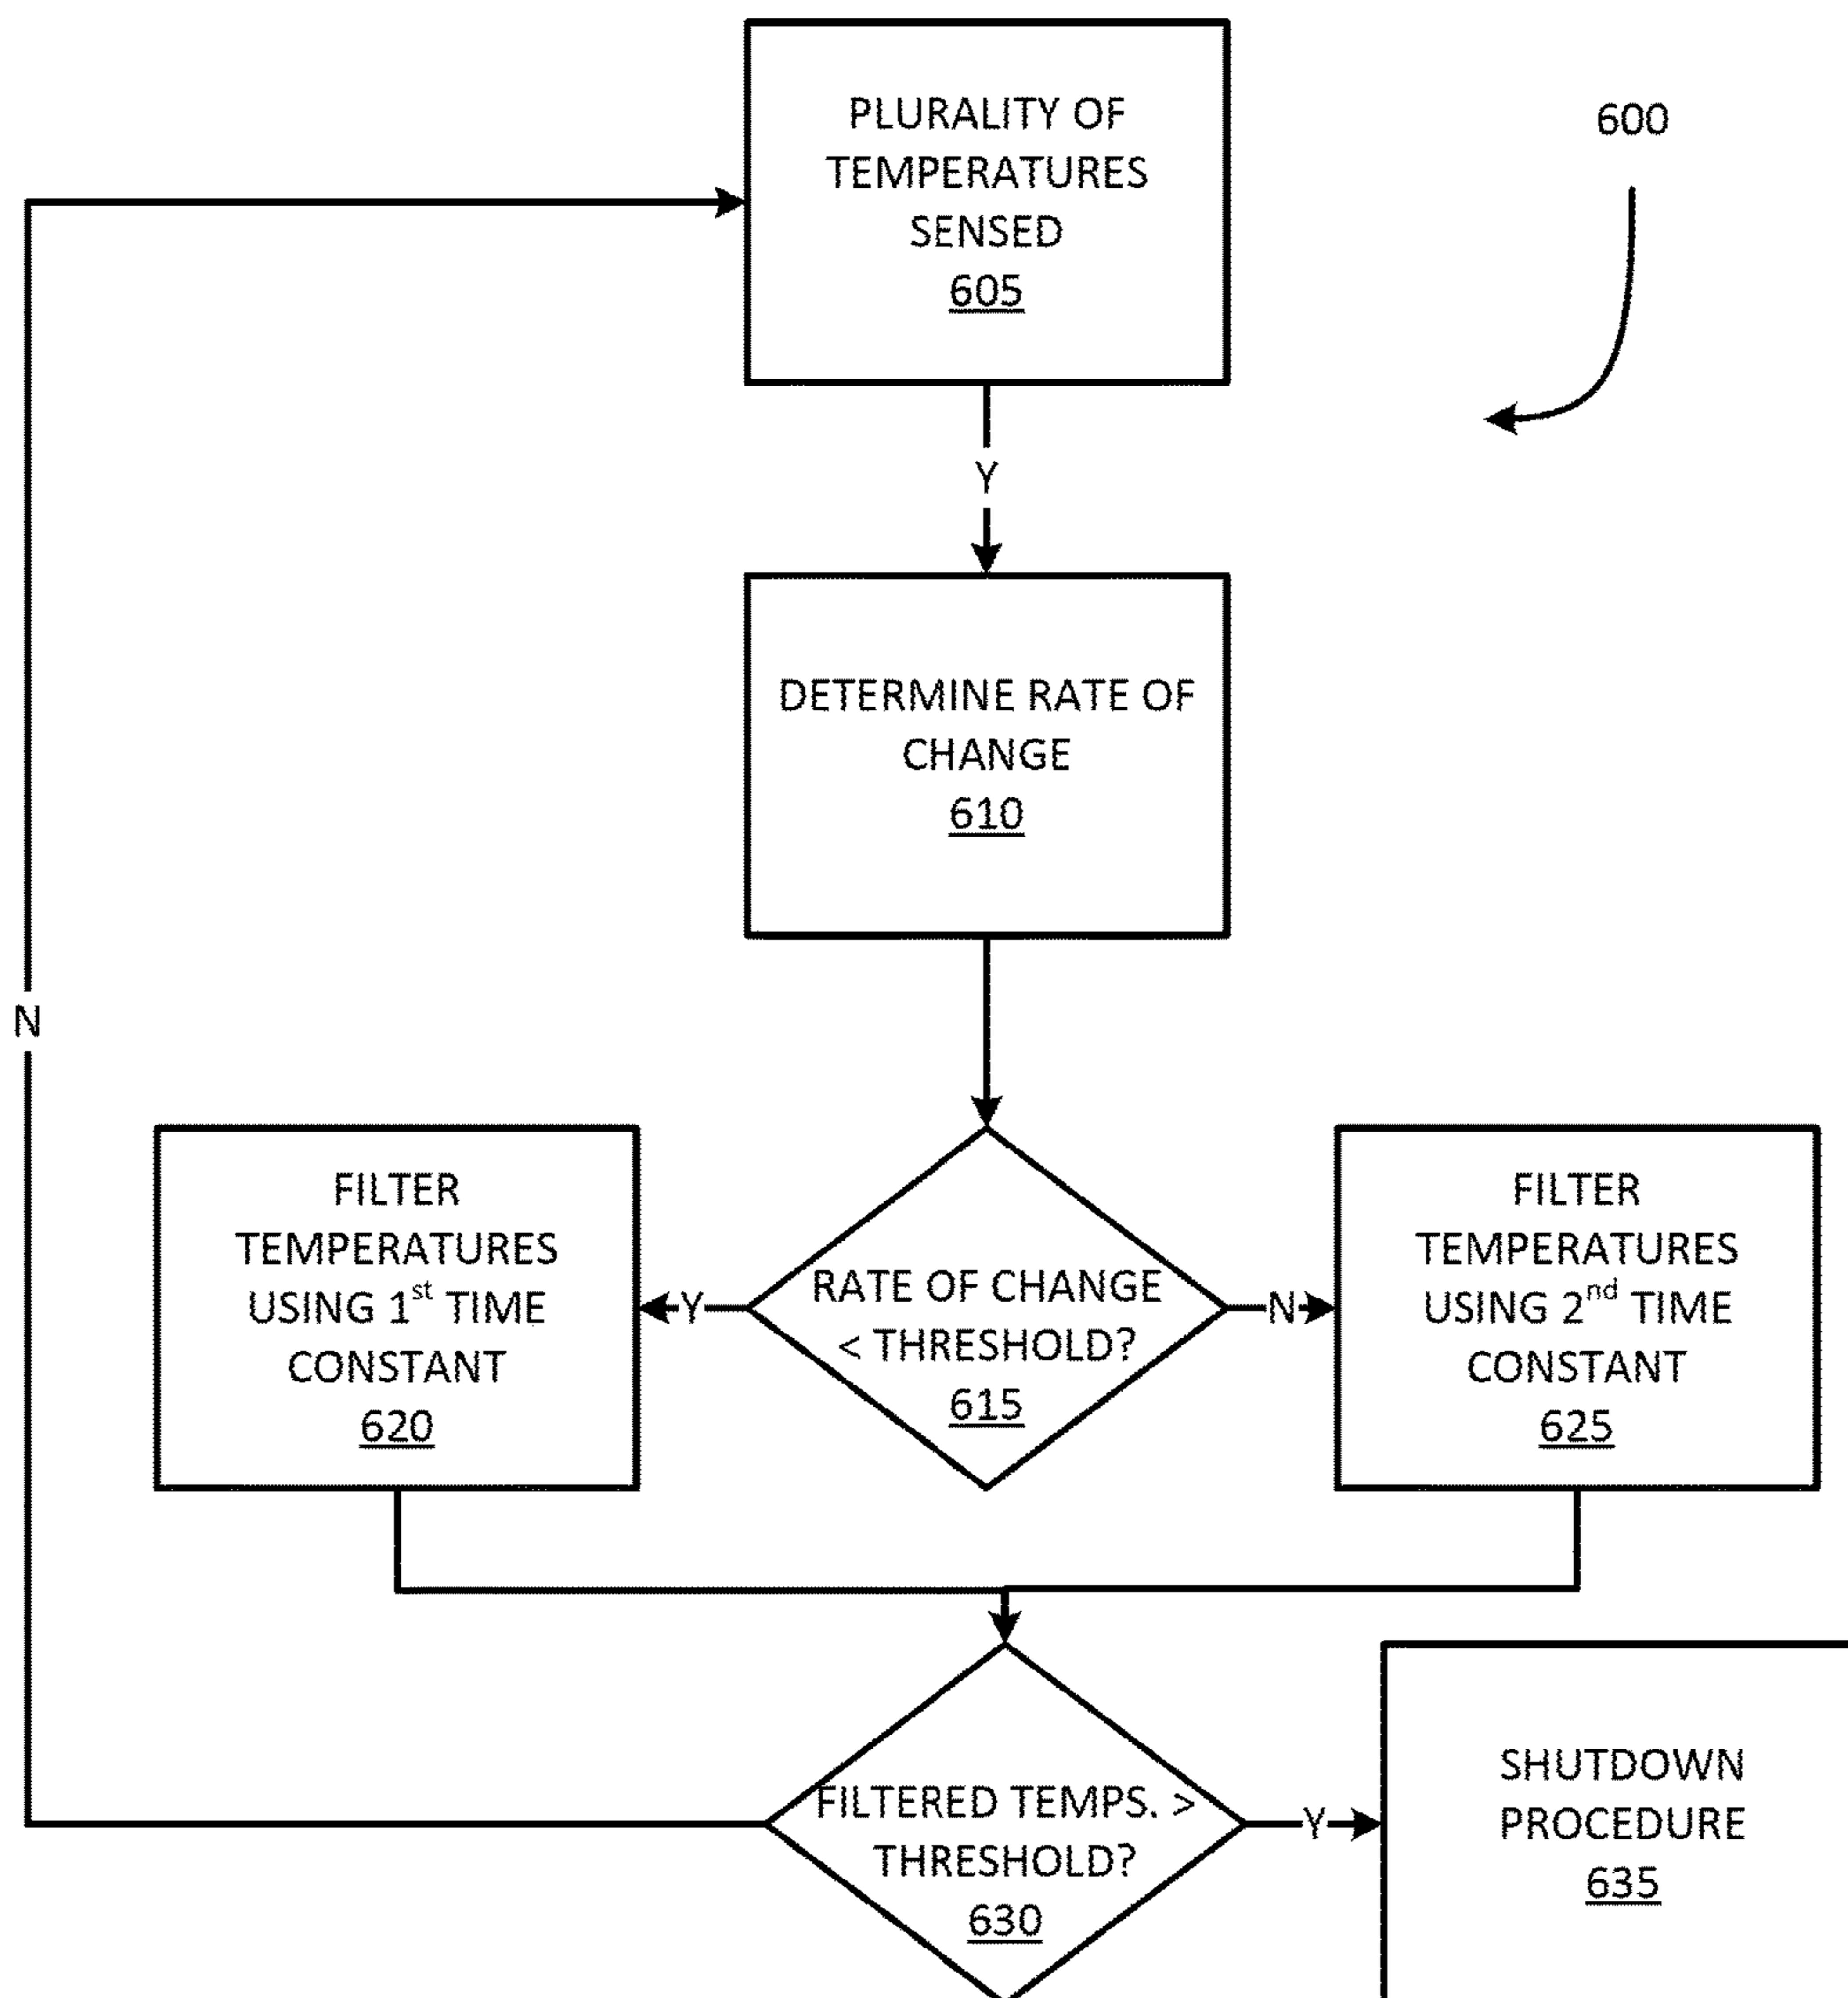 PLURALITY OF
TEMPERATURES
SENSED
605
600
Y
DETERMINE RATE OF
CHANGE
610
N
FILTER
TEMPERATURES
USING 1st TIME
CONSTANT
620
Y
RATE OF CHANGE
< THRESHOLD?
615
N
FILTER
TEMPERATURES
USING 2nd TIME
CONSTANT
625
FILTERED TEMPS. >
THRESHOLD?
630
Y
SHUTDOWN
PROCEDURE
635